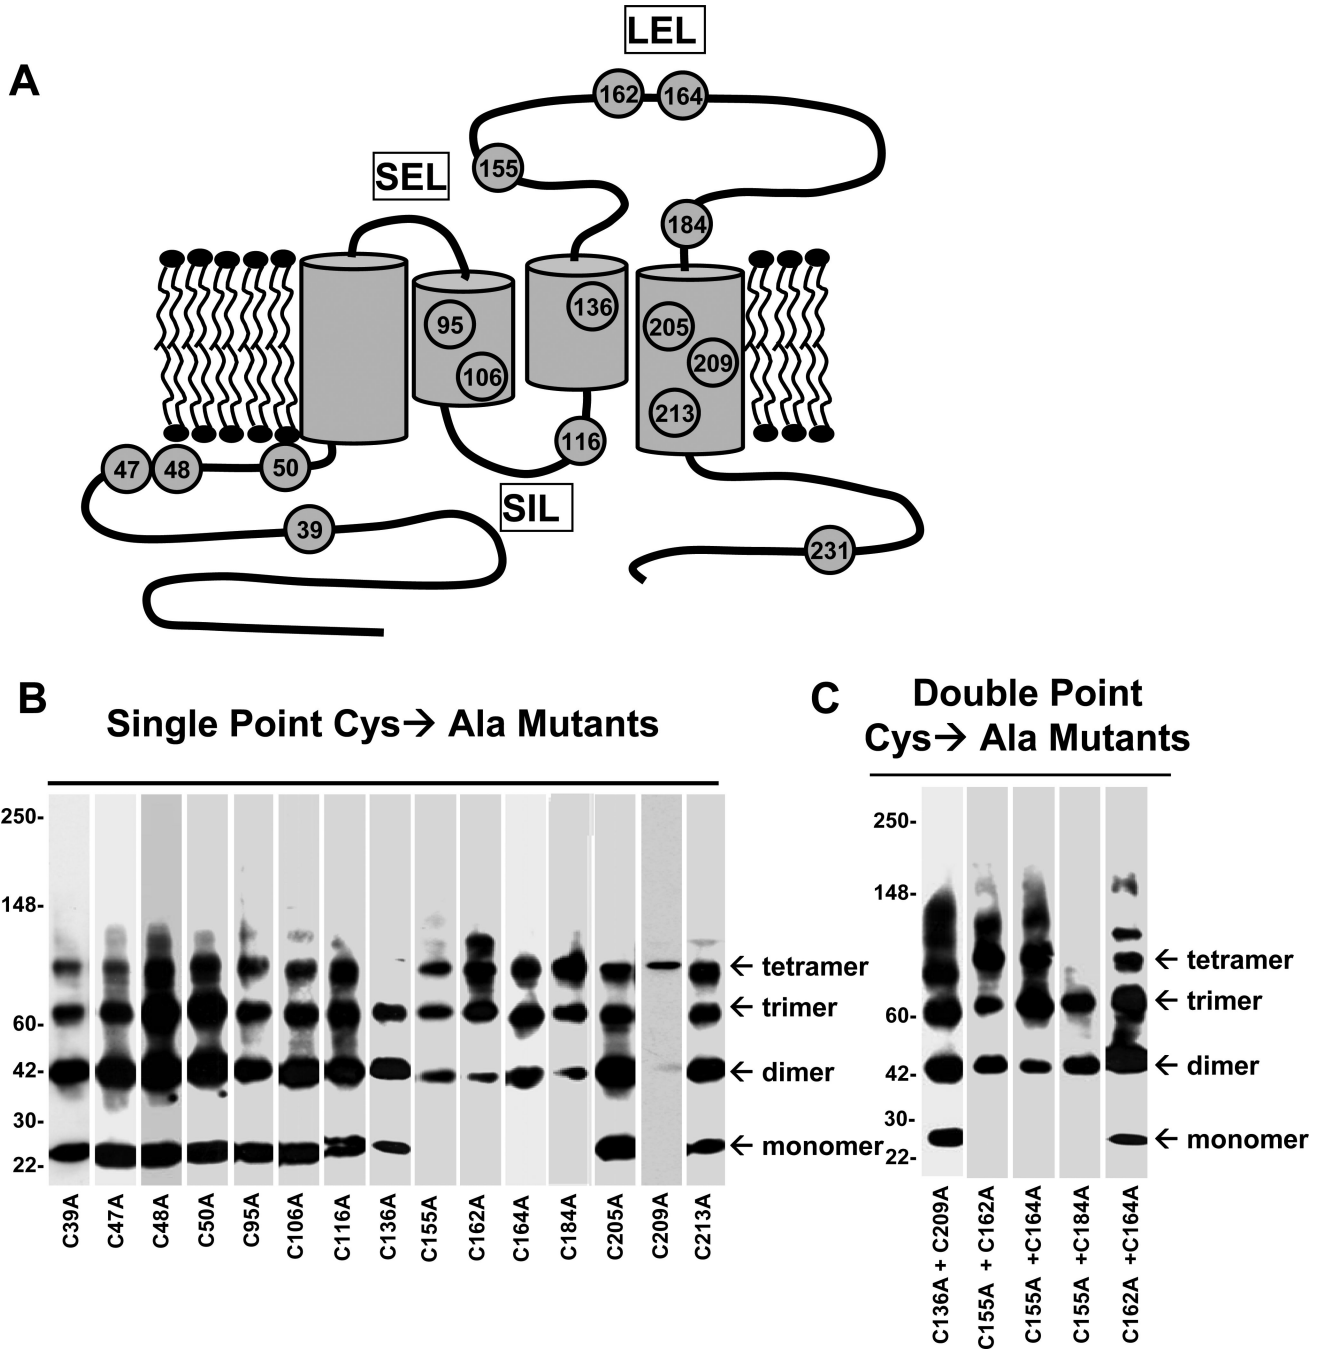 A
LEL
162
164
155
SEL
184
136
95
205
209
106
213
116
47
48
50
SIL
39
231
B
Single Point Cys→ Ala Mutants
250-
148-
60-
42-
30-
22-
← tetramer
← trimer
← dimer
← monomer
C39A
C47A
C48A
C50A
C95A
C106A
C116A
C136A
C155A
C162A
C164A
C184A
C205A
C209A
C213A
C
Double Point
Cys→ Ala Mutants
250-
148-
60-
42-
30-
22-
← tetramer
← trimer
← dimer
← monomer
C136A + C209A
C155A + C162A
C155A +C164A
C155A +C184A
C162A +C164A